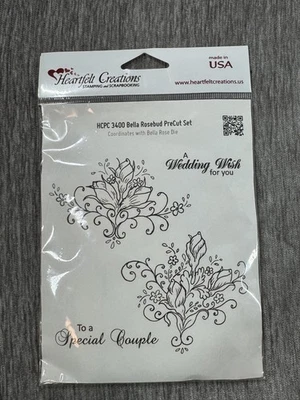 Heartfelt Creations
STAMPING AND SCRAPBOOKING
made in
USA
www.heartfeltcreations.us
HCPC 3400 Bella Rosebud PreCut Set
Coordinates with Bella Rose Die
A
Wedding Wish
for you
To a
Special Couple